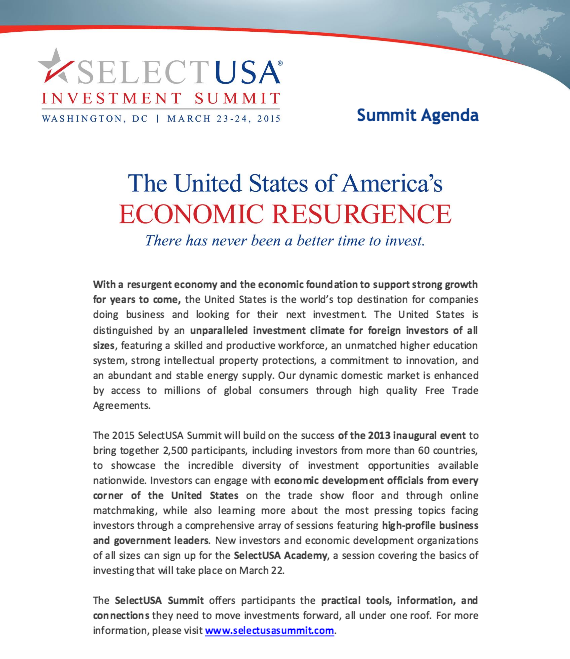 SELECTUSA®
INVESTMENT SUMMIT
WASHINGTON, DC | MARCH 23-24, 2015
Summit Agenda
The United States of America's
ECONOMIC RESURGENCE
There has never been a better time to invest.
With a resurgent economy and the economic foundation to support strong growth
for years to come, the United States is the world's top destination for companies
doing business and looking for their next investment. The United States is
distinguished by an unparalleled investment climate for foreign investors of all
sizes, featuring a skilled and productive workforce, an unmatched higher education
system, strong intellectual property protections, a commitment to innovation, and
an abundant and stable energy supply. Our dynamic domestic market is enhanced
by access to millions of global consumers through high quality Free Trade
Agreements.
The 2015 SelectUSA Summit will build on the success of the 2013 inaugural event to
bring together 2,500 participants, including investors from more than 60 countries,
to showcase the incredible diversity of investment opportunities available
nationwide. Investors can engage with economic development officials from every
corner of the United States on the trade show floor and through online
matchmaking, while also learning more about the most pressing topics facing
investors through a comprehensive array of sessions featuring high-profile business
and government leaders. New investors and economic development organizations
of all sizes can sign up for the SelectUSA Academy, a session covering the basics of
investing that will take place on March 22.
The SelectUSA Summit offers participants the practical tools, information, and
connections they need to move investments forward, all under one roof. For more
information, please visit www.selectusasummit.com.